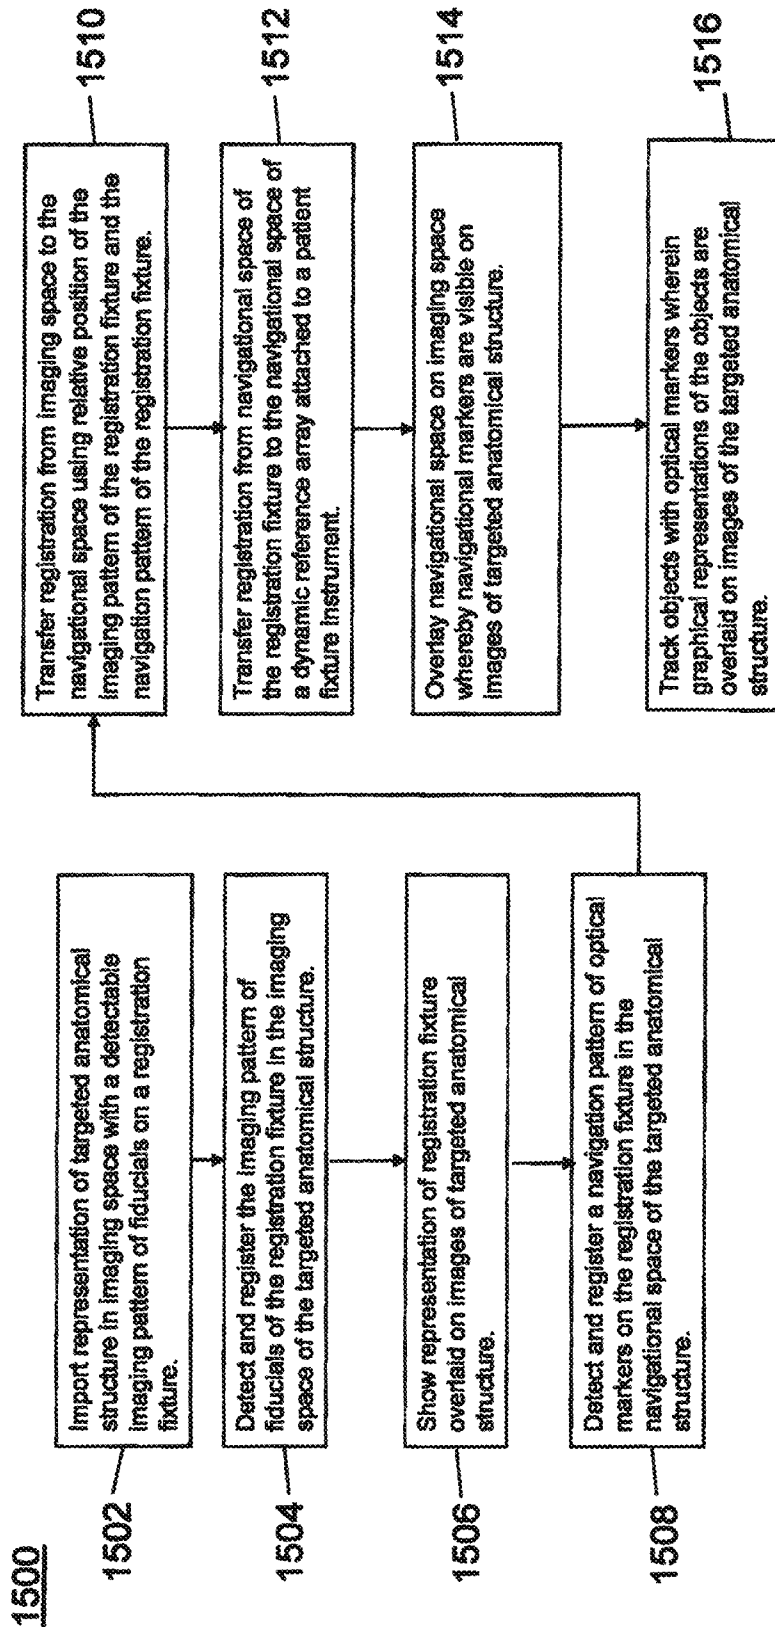 1500
1502
Import representation of targeted anatomical
structure in imaging space with a detectable
imaging pattern of fiducials on a registration
fixture.
1504
Detect and register the imaging pattern of
fiducials of the registration fixture in the imaging
space of the targeted anatomical structure.
1506
Show representation of registration fixture
overlaid on images of targeted anatomical
structure.
1508
Detect and register a navigation pattern of optical
markers on the registration fixture in the
navigational space of the targeted anatomical
structure.
Transfer registration from imaging space to the
navigational space using relative position of the
imaging pattern of the registration fixture and the
navigation pattern of the registration fixture.
1510
Transfer registration from navigational space of
the registration fixture to the navigational space of
a dynamic reference array attached to a patient
fixture instrument.
1512
Overlay navigational space on imaging space
whereby navigational markers are visible on
images of targeted anatomical structure.
1514
Track objects with optical markers wherein
graphical representations of the objects are
overlaid on images of the targeted anatomical
structure.
1516